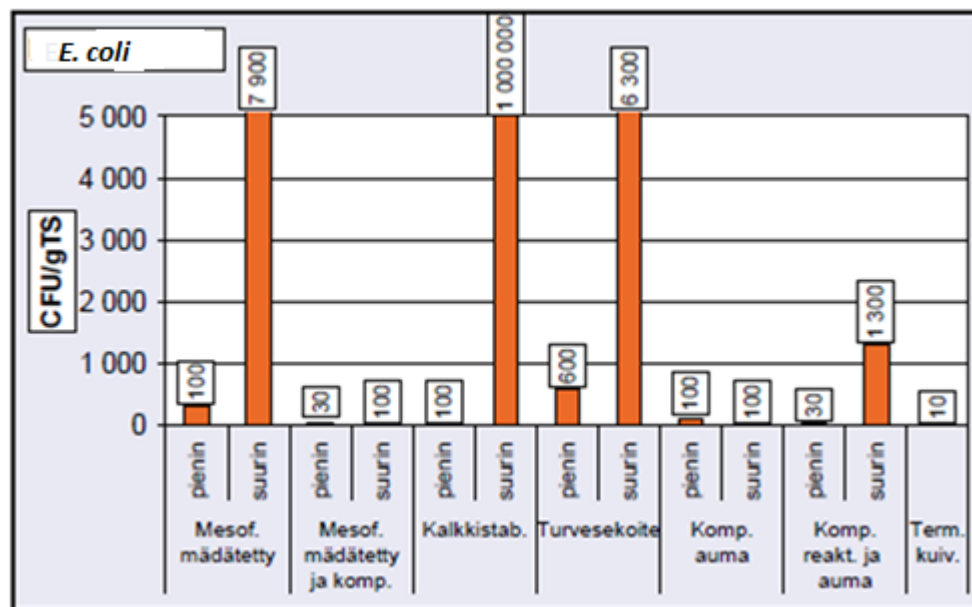 E. coli
7 900
1 000 000
6 300
5 000
4 000
3 000
2 000
1 000
0
CFU/gTS
100
30
100
100
600
100
100
30
1 300
10
pienin
suurin
pienin
suurin
pienin
suurin
pienin
suurin
pienin
suurin
pienin
suurin
Mesof.
mädätetty
Mesof.
mädätetty
ja komp.
Kalkkistab.
Turvesekoite
Komp.
auma
Komp.
reakt. ja
auma
Term.
kuiv.